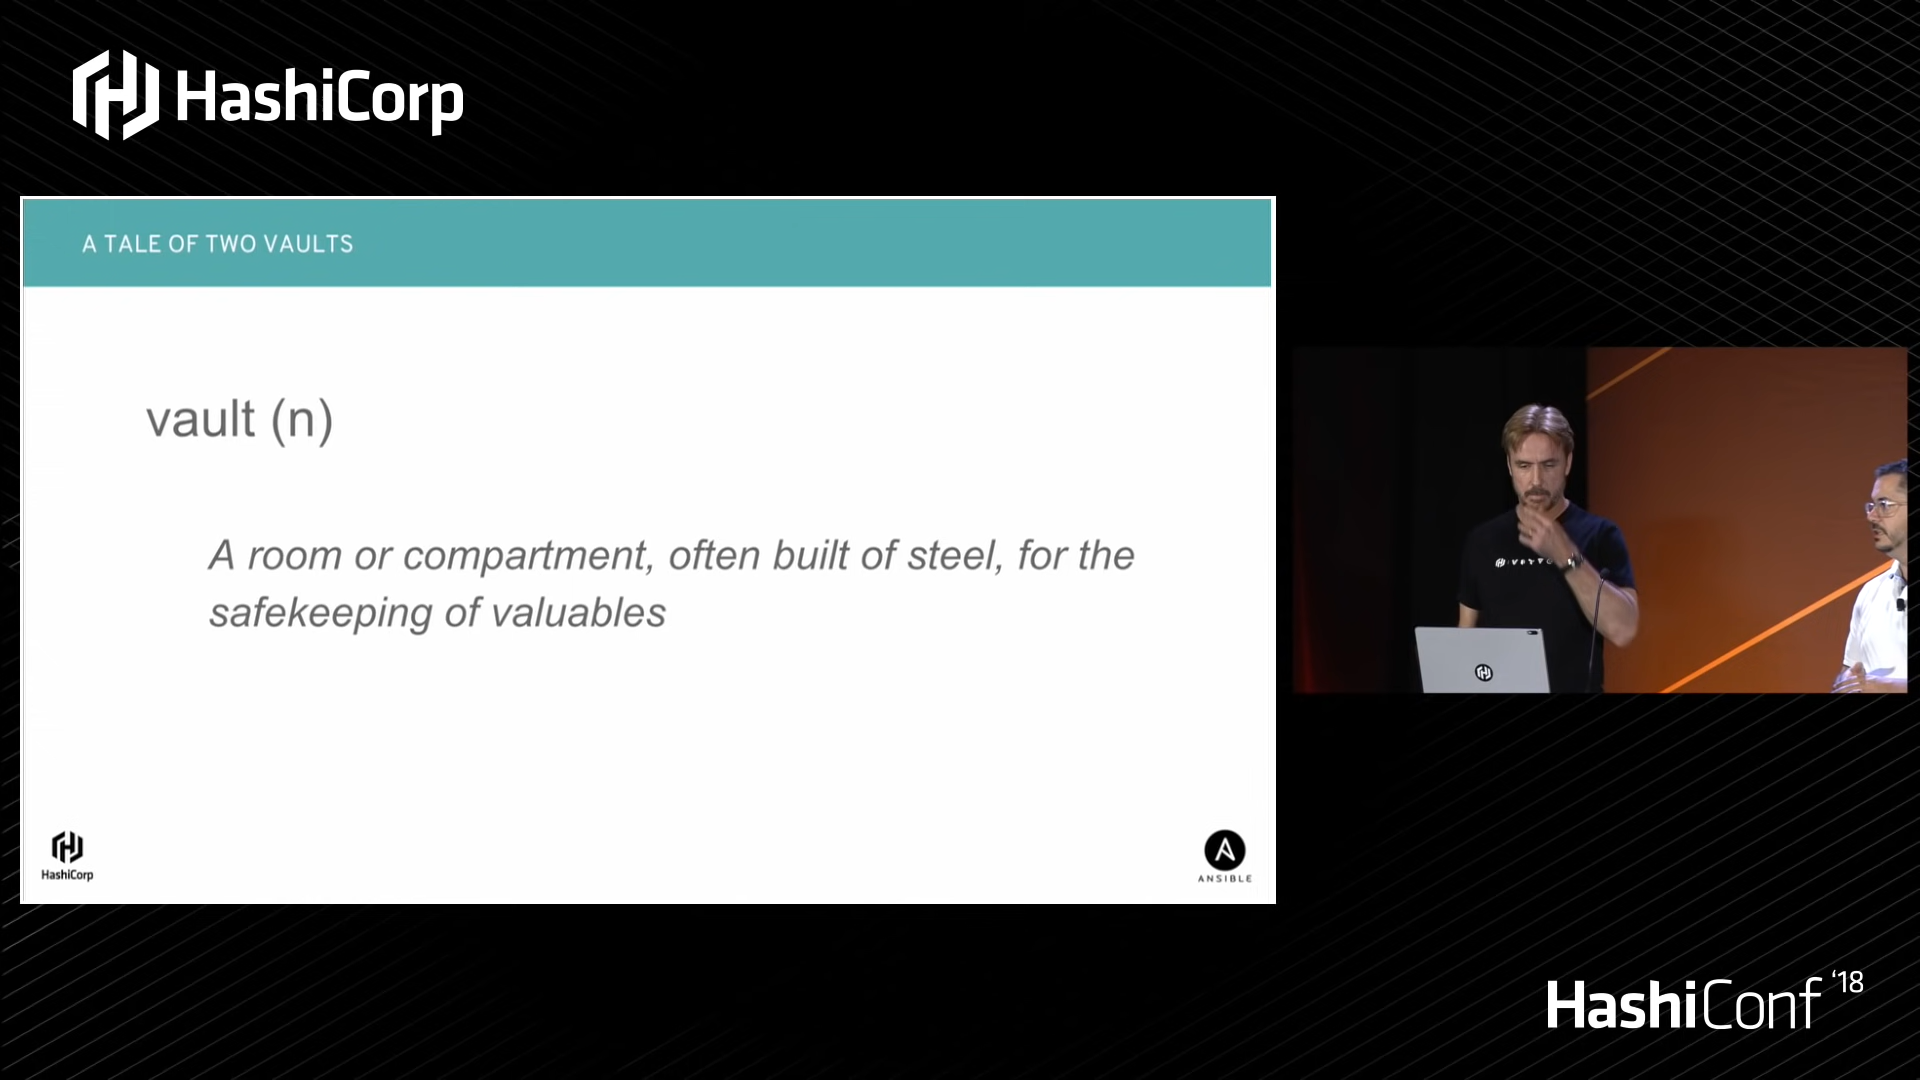 HashiCorp
A TALE OF TWO VAULTS
vault (n)
A room or compartment, often built of steel, for the
safekeeping of valuables
HashiCorp
ANSIBLE
HashiConf '18